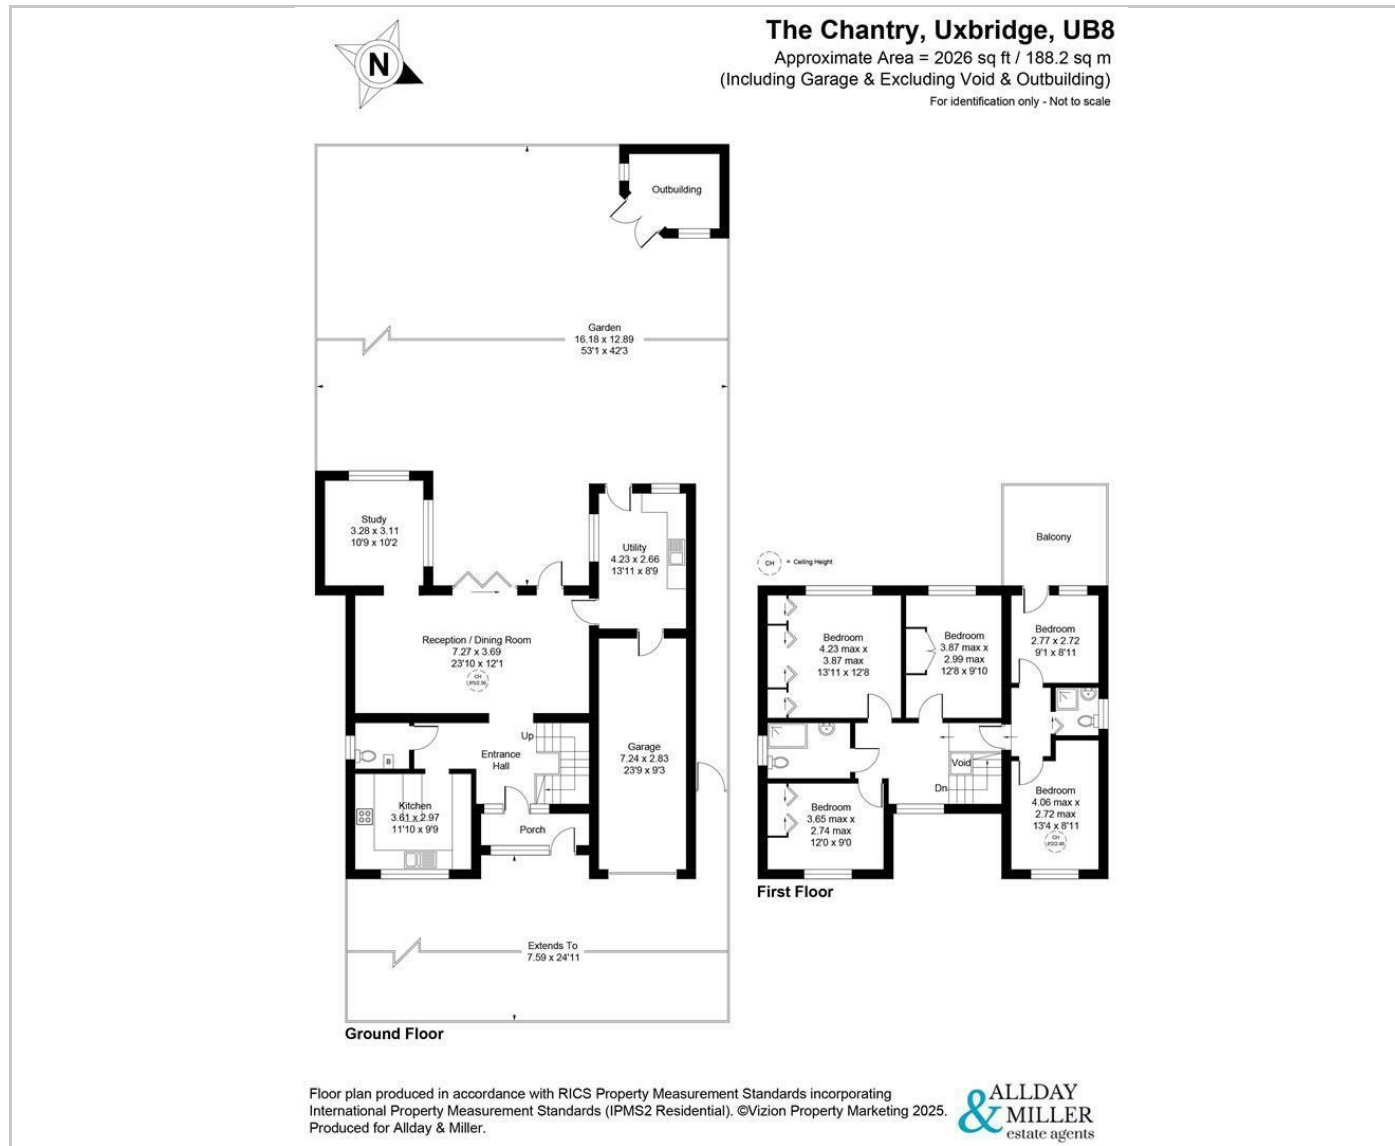 N
The Chantry, Uxbridge, UB8
Approximate Area = 2026 sq ft / 188.2 sq m
(Including Garage & Excluding Void & Outbuilding)
For identification only - Not to scale
Outbuilding
Garden
16.18 x 12.89
53'1 x 42'3
Study
3.28 x 3.11
10'9 x 10'2
Utility
4.23 x 2.66
13'11 x 8'9
Reception / Dining Room
7.27 x 3.69
23'10 x 12'1
CH
Up
Entrance
Hall
B
Garage
7.24 x 2.83
23'9 x 9'3
Kitchen
3.61 x 2.97
11'10 x 9'9
Porch
Extends To
7.59 x 24'11
Ground Floor
CH = Ceiling Height
Balcony
Bedroom
4.23 max x
3.87 max
13'11 x 12'8
Bedroom
3.87 max x
2.99 max
12'8 x 9'10
Bedroom
2.77 x 2.72
9'1 x 8'11
Void
Dn
Bedroom
3.65 max x
2.74 max
12'0 x 9'0
Bedroom
4.06 max x
2.72 max
13'4 x 8'11
CH
First Floor
Floor plan produced in accordance with RICS Property Measurement Standards incorporating
International Property Measurement Standards (IPMS2 Residential). ©Vizion Property Marketing 2025.
Produced for Allday & Miller.
ALLDAY
& MILLER
estate agents